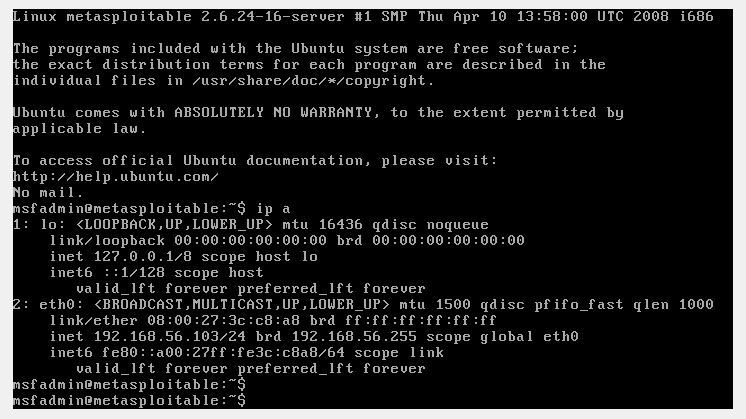 Linux metasploitable 2.6.24-16-server #1 SMP Thu Apr 10 13:58:00 UTC 2008 i686
The programs included with the Ubuntu system are free software;
the exact distribution terms for each program are described in the
individual files in /usr/share/doc/*/copyright.
Ubuntu comes with ABSOLUTELY NO WARRANTY, to the extent permitted by
applicable law.
To access official Ubuntu documentation, please visit:
http://help.ubuntu.com/
No mail.
msfadmin@metasploitable:~$ ip a
1: lo: <LOOPBACK,UP,LOWER_UP> mtu 16436 qdisc noqueue
    link/loopback 00:00:00:00:00:00 brd 00:00:00:00:00:00
    inet 127.0.0.1/8 scope host lo
    inet6 ::1/128 scope host
       valid_lft forever preferred_lft forever
2: eth0: <BROADCAST,MULTICAST,UP,LOWER_UP> mtu 1500 qdisc pfifo_fast qlen 1000
    link/ether 08:00:27:3c:c8:a8 brd ff:ff:ff:ff:ff:ff
    inet 192.168.56.103/24 brd 192.168.56.255 scope global eth0
    inet6 fe80::a00:27ff:fe3c:c8a8/64 scope link
       valid_lft forever preferred_lft forever
msfadmin@metasploitable:~$
msfadmin@metasploitable:~$